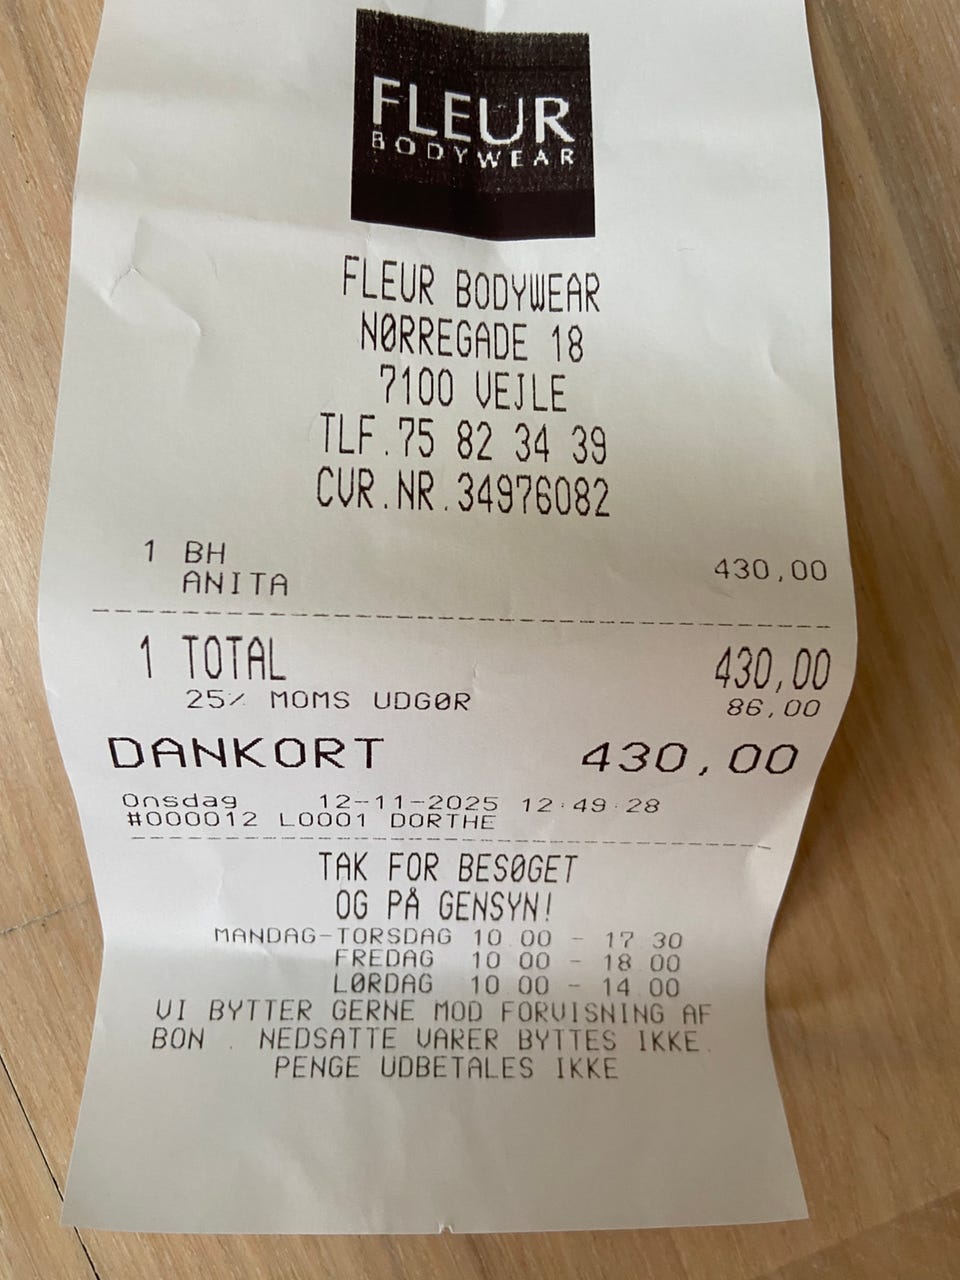 FLEUR
BODYWEAR
FLEUR BODYWEAR
NØRREGADE 18
7100 VEJLE
TLF.75 82 34 39
CVR.NR.34976082
1 BH 430,00
ANITA
1 TOTAL 430,00
25% MOMS UDGØR 86,00
DANKORT 430,00
Onsdag 12-11-2025 12:49:28
#000012 L0001 DORTHE
TAK FOR BESØGET
OG PÅ GENSYN!
MANDAG-TORSDAG 10.00 - 17.30
FREDAG 10.00 - 18.00
LØRDAG 10.00 - 14.00
VI BYTTER GERNE MOD FORVISNING AF
BON . NEDSATTE VARER BYTTES IKKE.
PENGE UDBETALES IKKE